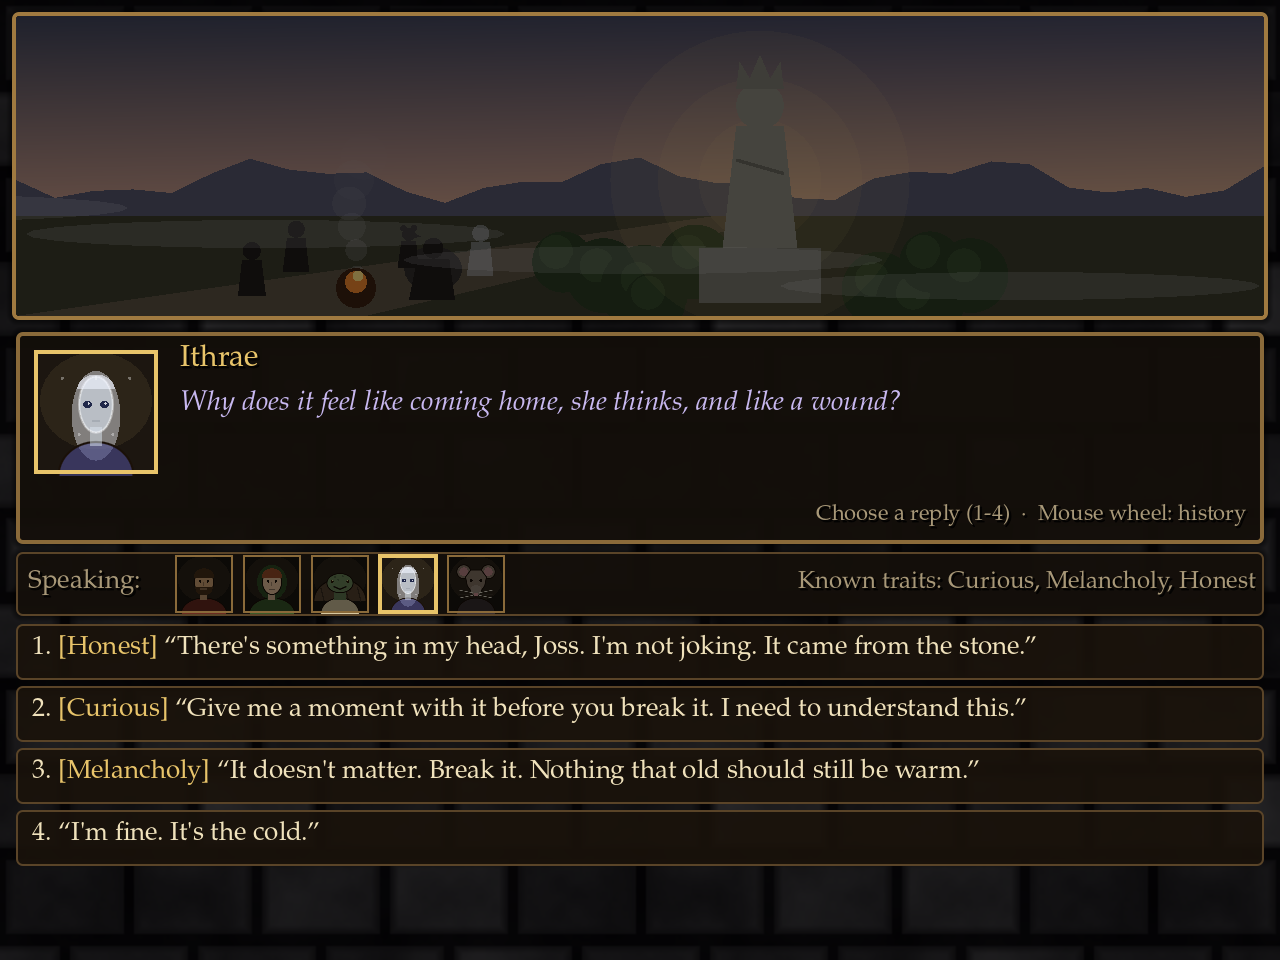 Ithrae
Why does it feel like coming home, she thinks, and like a wound?
Choose a reply (1-4)  ·  Mouse wheel: history
Speaking:
Known traits: Curious, Melancholy, Honest
1. [Honest] “There's something in my head, Joss. I'm not joking. It came from the stone.”
2. [Curious] “Give me a moment with it before you break it. I need to understand this.”
3. [Melancholy] “It doesn't matter. Break it. Nothing that old should still be warm.”
4. “I'm fine. It's the cold.”